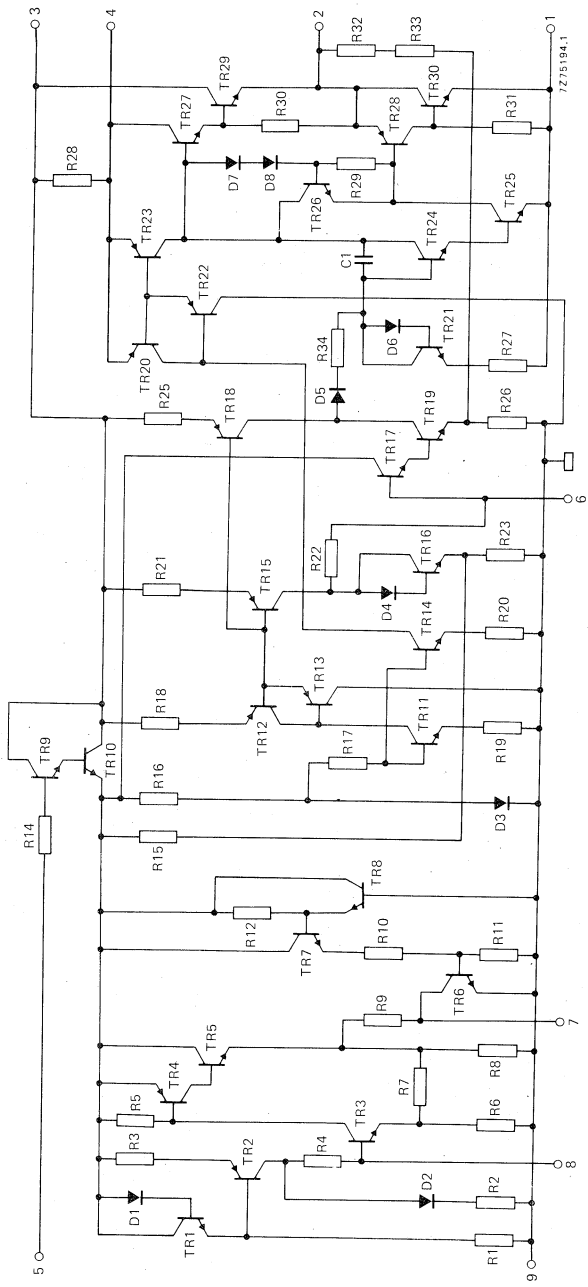 3
4
2
1
5
9
8
7
6
7Z75194.1
R28
TR23
TR27
TR29
R32
R33
R30
TR30
D7
D8
TR28
R31
R29
TR26
TR22
TR20
TR24
TR25
C1
R34
D6
TR21
R27
R25
TR18
D5
TR19
R26
TR17
R21
TR15
R22
TR16
D4
R23
TR14
R20
R18
TR12
TR13
TR11
R19
R17
TR9
TR10
R14
R16
R15
D3
R12
TR8
TR7
R10
R11
TR6
R9
R5
TR4
TR5
R7
R8
R6
TR3
R3
TR2
R4
D1
TR1
D2
R2
R1